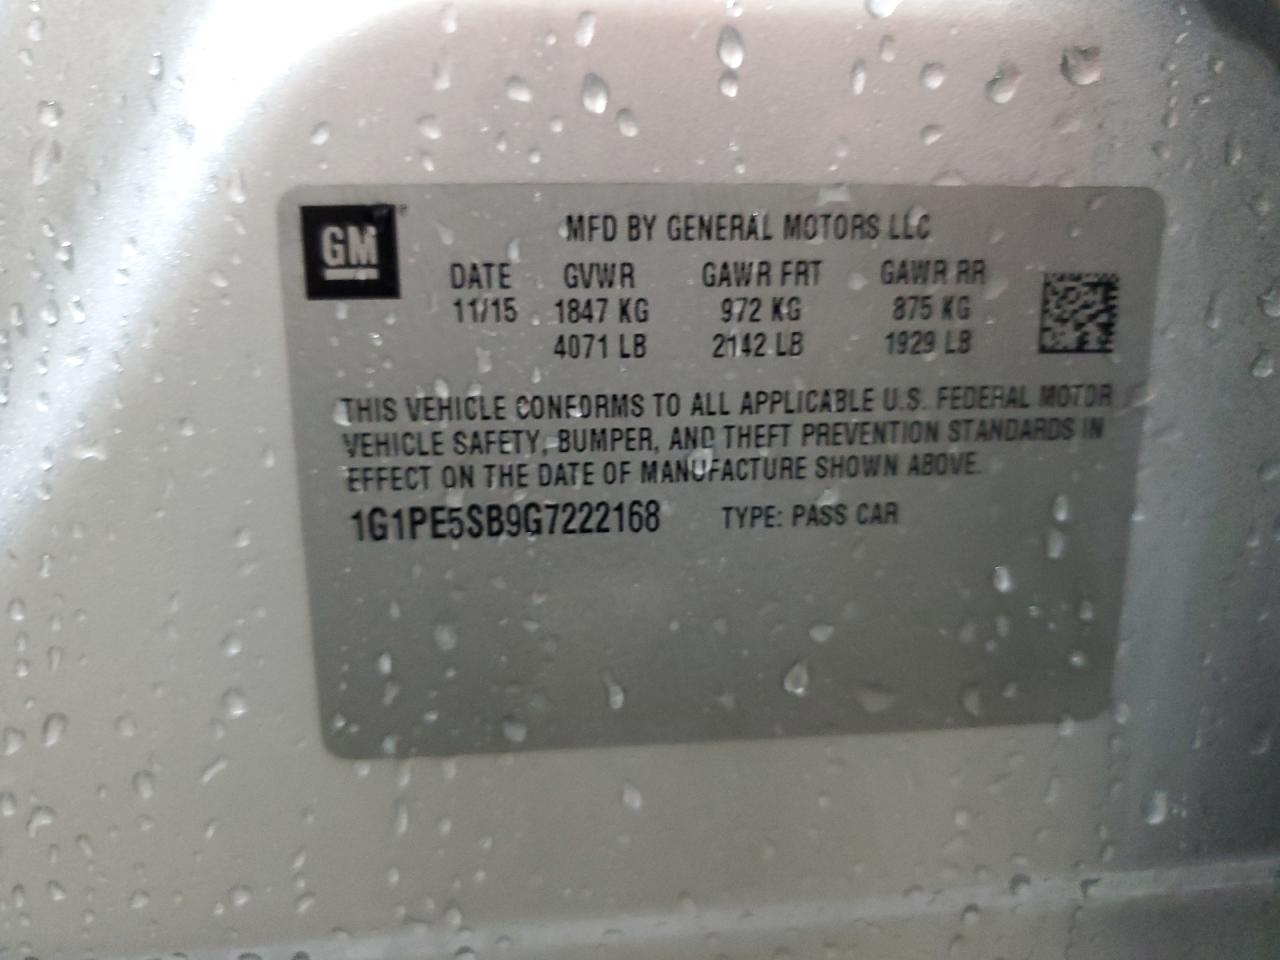 GM
MFD BY GENERAL MOTORS LLC
DATE GVWR GAWR FRT GAWR RR
11/15 1847 KG 972 KG 875 KG
4071 LB 2142 LB 1929 LB
THIS VEHICLE CONFORMS TO ALL APPLICABLE U.S. FEDERAL MOTOR
VEHICLE SAFETY, BUMPER, AND THEFT PREVENTION STANDARDS IN
EFFECT ON THE DATE OF MANUFACTURE SHOWN ABOVE.
1G1PE5SB9G7222168 TYPE: PASS CAR